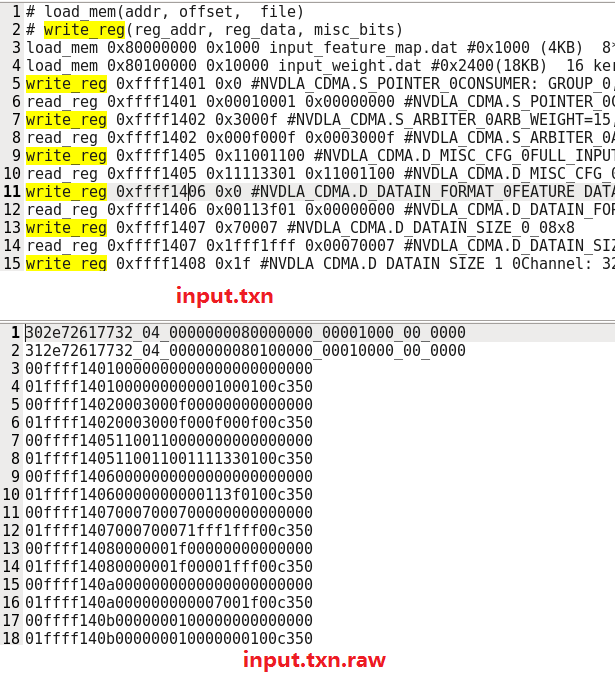 1 # load_mem(addr, offset,  file)
2 # write_reg(reg_addr, reg_data, misc_bits)
3 load_mem 0x80000000 0x1000 input_feature_map.dat #0x1000 (4KB)  8*
4 load_mem 0x80100000 0x10000 input_weight.dat #0x2400(18KB)  16 ker
5 write_reg 0xffff1401 0x0 #NVDLA_CDMA.S_POINTER_0CONSUMER: GROUP_0,
6 read_reg 0xffff1401 0x00010001 0x00000000 #NVDLA_CDMA.S_POINTER_0C
7 write_reg 0xffff1402 0x3000f #NVDLA_CDMA.S_ARBITER_0ARB_WEIGHT=15,
8 read_reg 0xffff1402 0x000f000f 0x0003000f #NVDLA_CDMA.S_ARBITER_0A
9 write_reg 0xffff1405 0x11001100 #NVDLA_CDMA.D_MISC_CFG_0FULL_INPUT
10 read_reg 0xffff1405 0x11113301 0x11001100 #NVDLA_CDMA.D_MISC_CFG_0
11 write_reg 0xffff1406 0x0 #NVDLA_CDMA.D_DATAIN_FORMAT_0FEATURE DATA
12 read_reg 0xffff1406 0x00113f01 0x00000000 #NVDLA_CDMA.D_DATAIN_FOR
13 write_reg 0xffff1407 0x70007 #NVDLA_CDMA.D_DATAIN_SIZE_0_08x8
14 read_reg 0xffff1407 0x1fff1fff 0x00070007 #NVDLA_CDMA.D_DATAIN_SIZ
15 write_reg 0xffff1408 0x1f #NVDLA_CDMA.D_DATAIN_SIZE_1_0Channel: 32
input.txn
1 302e72617732_04_0000000080000000_00001000_00_0000
2 312e72617732_04_0000000080100000_00010000_00_0000
3 00ffff14010000000000000000000000
4 01ffff1401000000000001000100c350
5 00ffff14020003000f00000000000000
6 01ffff14020003000f000f000f00c350
7 00ffff14051100110000000000000000
8 01ffff1405110011001111330100c350
9 00ffff14060000000000000000000000
10 01ffff14060000000000113f0100c350
11 00ffff14070007000700000000000000
12 01ffff1407000700071fff1fff00c350
13 00ffff14080000001f00000000000000
14 01ffff14080000001f00001fff00c350
15 00ffff140a0000000000000000000000
16 01ffff140a000000000007001f00c350
17 00ffff140b0000000100000000000000
18 01ffff140b000000010000000100c350
input.txn.raw